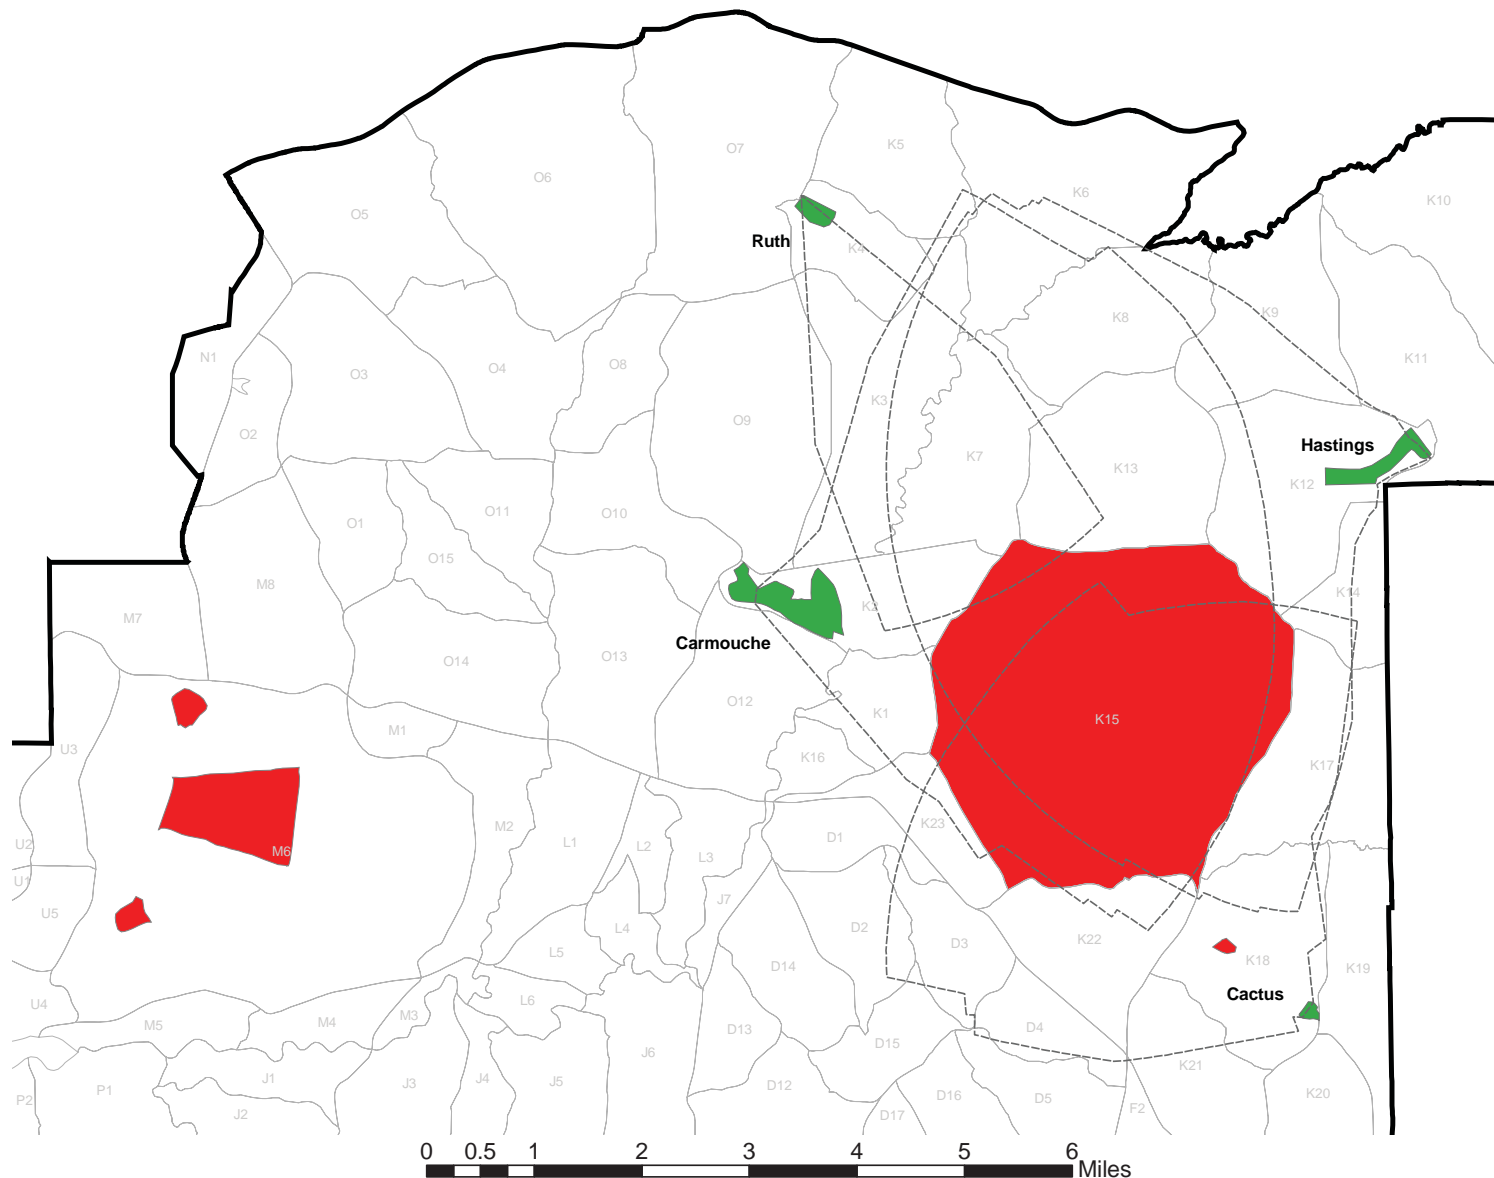 O7
K5
O6
K6
K10
O5
Ruth
K4
K9
K8
N1
K11
O8
O4
O3
K3
O9
O2
Hastings
K7
K13
K12
O10
O11
O1
O15
M8
K14
K2
M7
Carmouche
O13
O14
O12
K1
K15
M1
U3
K16
K17
M2
K23
D1
L1
U2
L2
M6
L3
U1
J7
U5
L4
D2
D3
K22
L5
K18
D14
K19
Cactus
L6
U4
M3
M4
M5
D4
D13
D15
J6
K21
J1
J4
J5
J3
D12
P1
K20
D16
D5
P2
F2
J2
D17
0 0.5 1 2 3 4 5 6
Miles